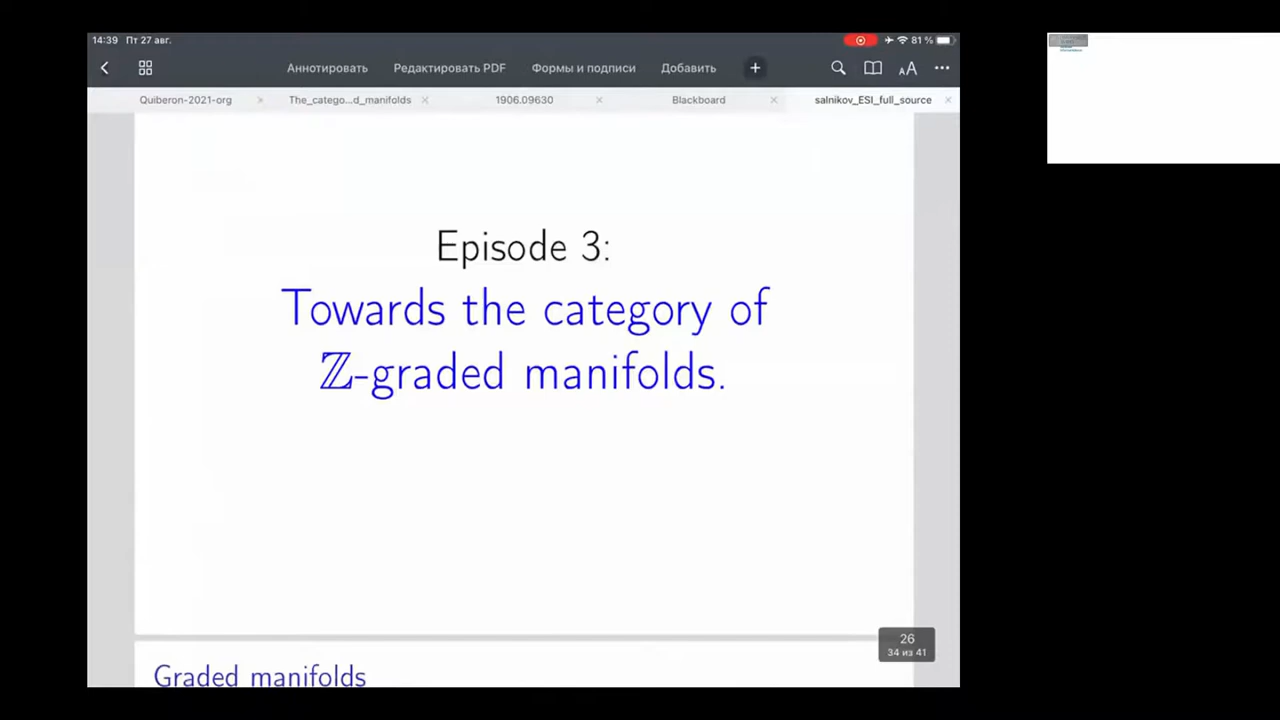 14:39 Пт 27 авг.
81 %
Аннотировать Редактировать PDF Формы и подписи Добавить
Quiberon-2021-org The_catego...d_manifolds 1906.09630 Blackboard salnikov_ESI_full_source
Episode 3:
Towards the category of
ℤ-graded manifolds.
26
34 из 41
Graded manifolds